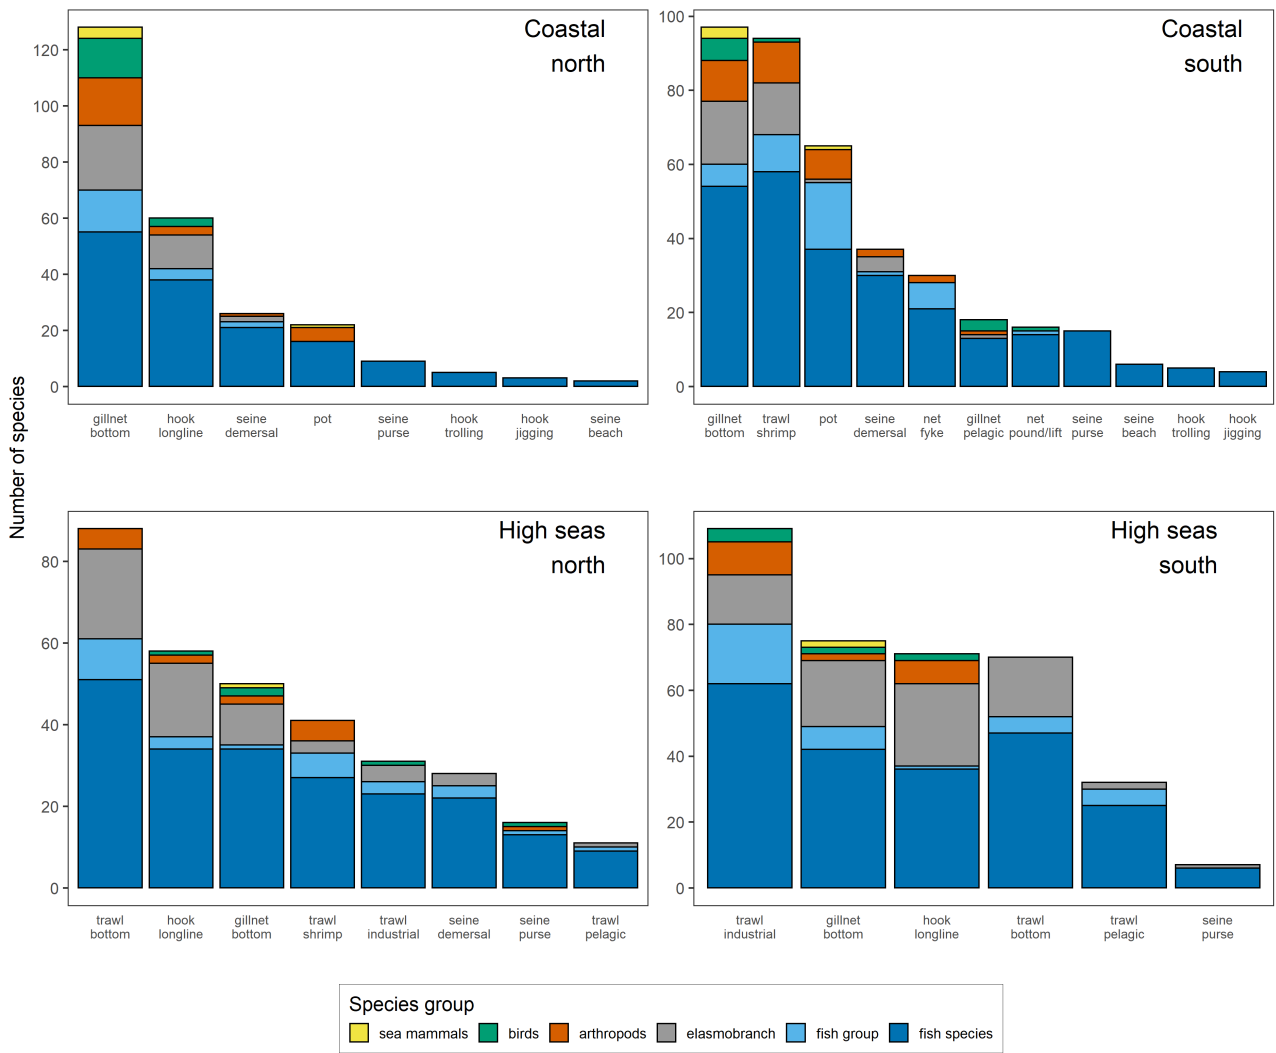 Number of species
Coastal
north
120
100
80
60
40
20
0
gillnet bottom
hook longline
seine demersal
pot
seine purse
hook trolling
hook jigging
seine beach
Coastal
south
100
80
60
40
20
0
gillnet bottom
trawl shrimp
pot
seine demersal
net fyke
gillnet pelagic
net pound/lift
seine purse
seine beach
hook trolling
hook jigging
High seas
north
80
60
40
20
0
trawl bottom
hook longline
gillnet bottom
trawl shrimp
trawl industrial
seine demersal
seine purse
trawl pelagic
High seas
south
100
80
60
40
20
0
trawl industrial
gillnet bottom
hook longline
trawl bottom
trawl pelagic
seine purse
Species group
sea mammals birds arthropods elasmobranch fish group fish species